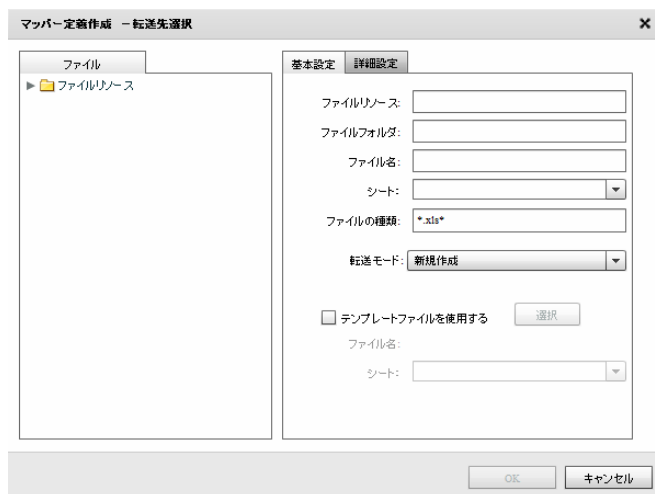 マッパー定義作成 －転送先選択
ファイル
ファイルリソース
基本設定 詳細設定
ファイルリソース:
ファイルフォルダ:
ファイル名:
シート:
ファイルの種類: *.xls*
転送モード: 新規作成
テンプレートファイルを使用する 選択
ファイル名:
シート:
OK キャンセル